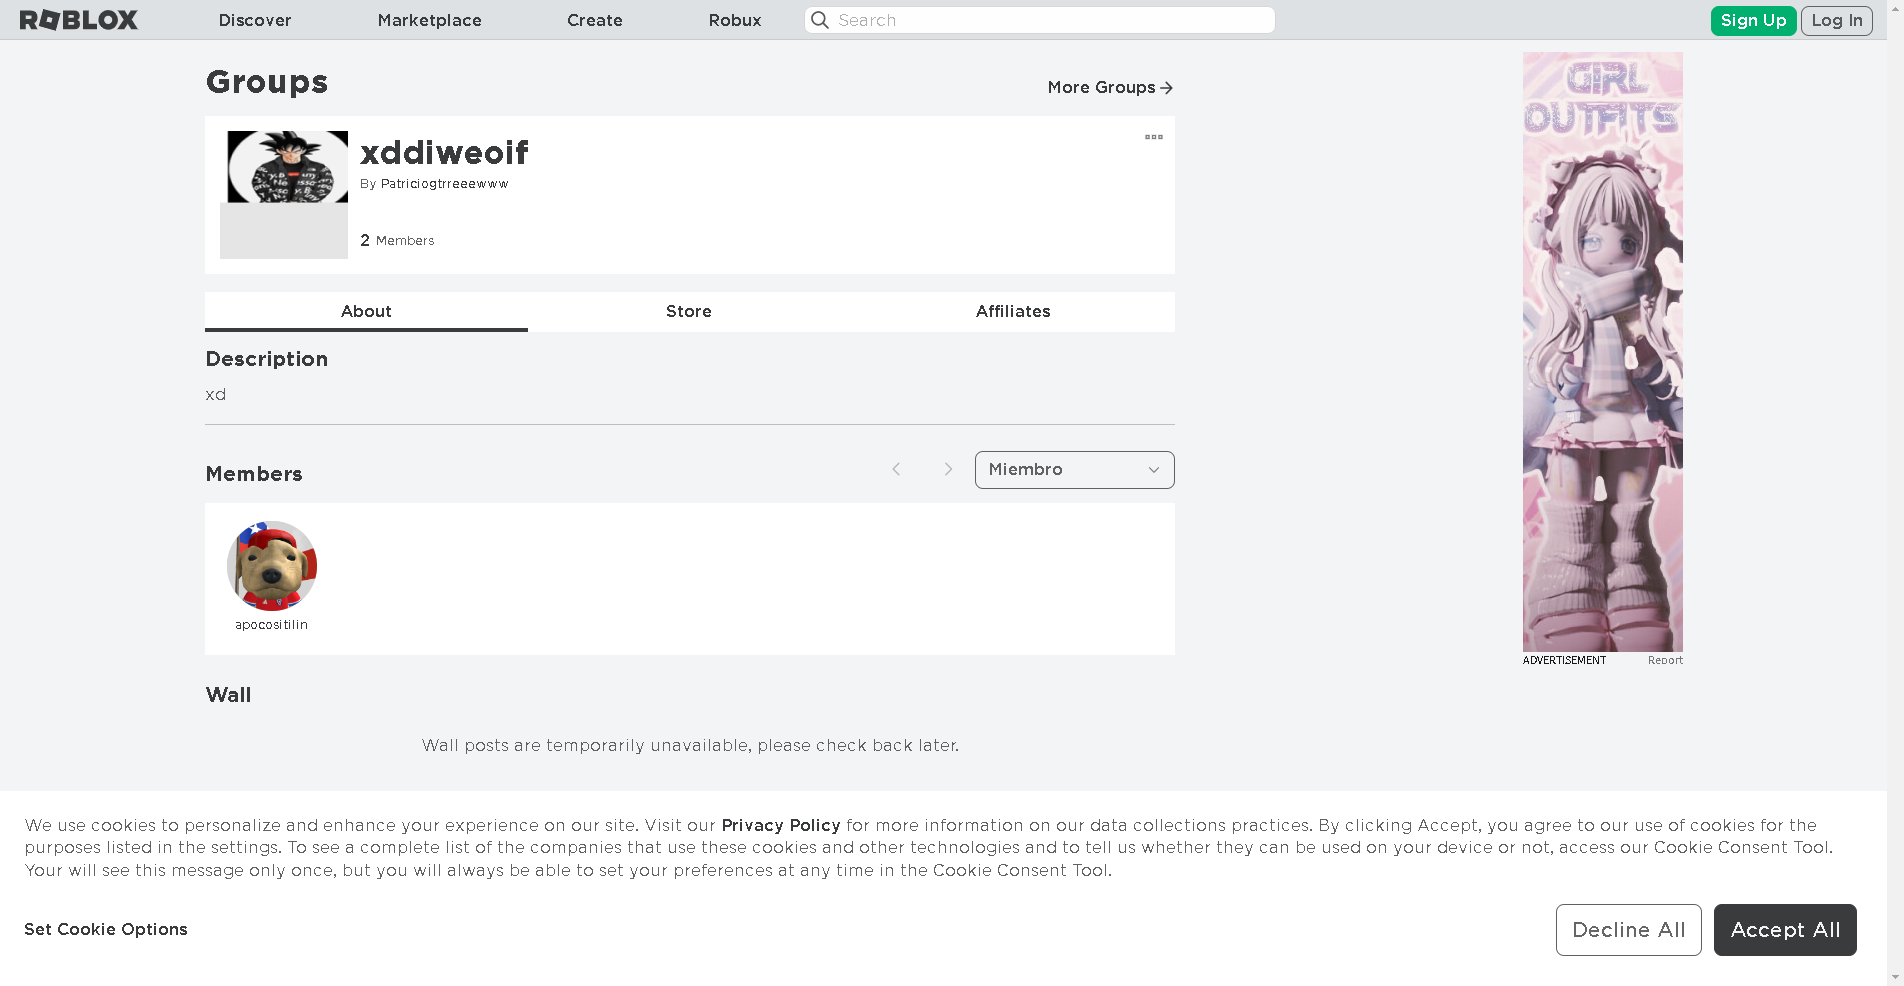 ROBLOX Discover Marketplace Create Robux Search Sign Up Log In
Groups
More Groups
xddiweoif
By Patriciogtrreeewww
2 Members
About Store Affiliates
Description
xd
Members
Miembro
apocositilin
Wall
Wall posts are temporarily unavailable, please check back later.
GIRL
OUTFITS
ADVERTISEMENT Report
We use cookies to personalize and enhance your experience on our site. Visit our Privacy Policy for more information on our data collections practices. By clicking Accept, you agree to our use of cookies for the
purposes listed in the settings. To see a complete list of the companies that use these cookies and other technologies and to tell us whether they can be used on your device or not, access our Cookie Consent Tool.
Your will see this message only once, but you will always be able to set your preferences at any time in the Cookie Consent Tool.
Set Cookie Options
Decline All Accept All